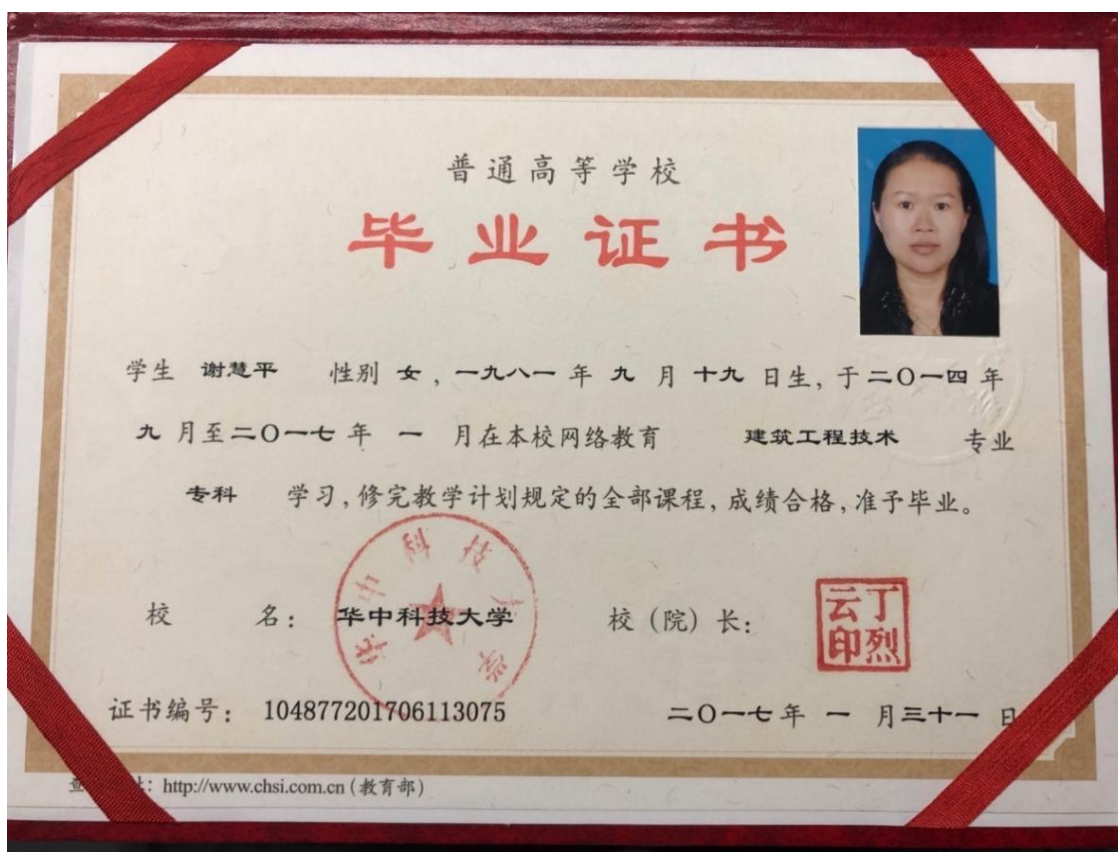 普通高等学校
毕业证书
学生 谢慧平 性别 女，一九八一 年 九 月 十九 日生，于二〇一四 年
九 月至二〇一七 年 一 月在本校网络教育 建筑工程技术 专业
专科 学习，修完教学计划规定的全部课程，成绩合格，准予毕业。
华中科技大学
校 名： 华中科技大学 校（院）长：
丁烈云印
证书编号： 104877201706113075 二〇一七 年 一 月三十一 日
查 址：http://www.chsi.com.cn（教育部）